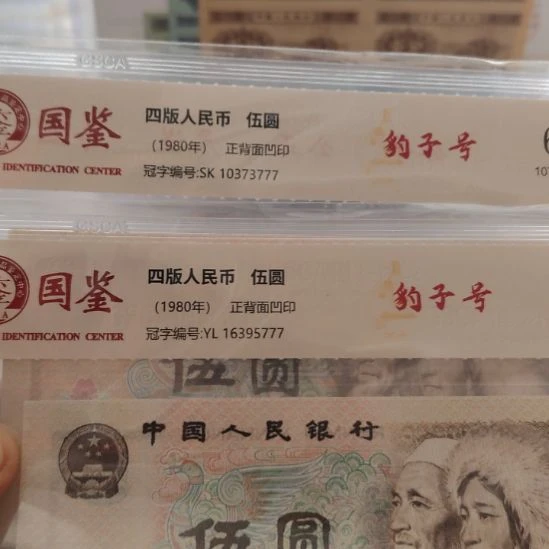 CSCA
国鉴
IDENTIFICATION CENTER
四版人民币 伍圆
（1980年） 正背面凹印
冠字编号:SK 10373777
豹子号
6
107
CSCA
国鉴
IDENTIFICATION CENTER
四版人民币 伍圆
（1980年） 正背面凹印
冠字编号:YL 16395777
豹子号
伍圆
中国人民银行
伍圆